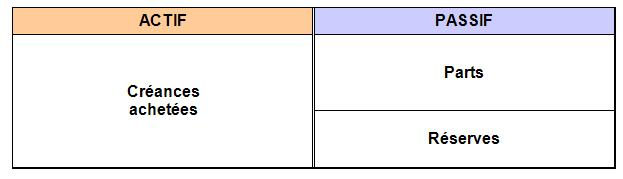 ACTIF
PASSIF
Créances
achetées
Parts
Réserves